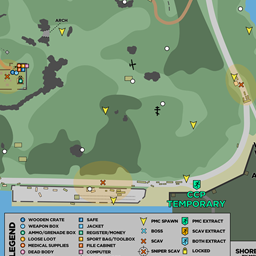 ARCH
CCP
TEMPORARY
LEGEND
WOODEN CRATE
WEAPON BOX
AMMO/GRENADE BOX
LOOSE LOOT
MEDICAL SUPPLIES
DEAD BODY
SAFE
JACKET
REGISTER/MONEY
SPORT BAG/TOOLBOX
FILE CABINET
COMPUTER
PMC SPAWN
BOSS
SCAV
SNIPER SCAV
PMC EXTRACT
SCAV EXTRACT
BOTH EXTRACT
LOCKED
SHOR